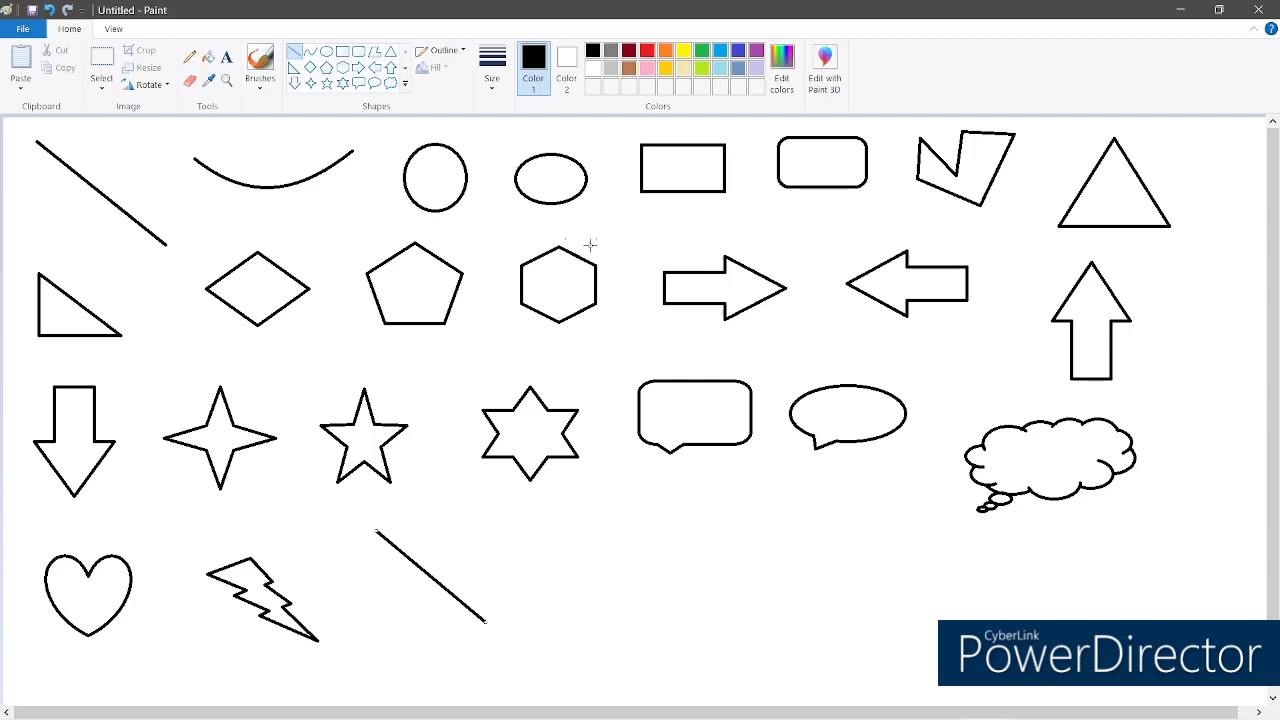 Untitled - Paint
File
Home
View
Paste
Cut
Copy
Clipboard
Select
Crop
Resize
Rotate
Image
Tools
Brushes
Shapes
Outline
Fill
Size
Color
1
Color
2
Edit
colors
Colors
Edit with
Paint 3D
CyberLink
PowerDirector